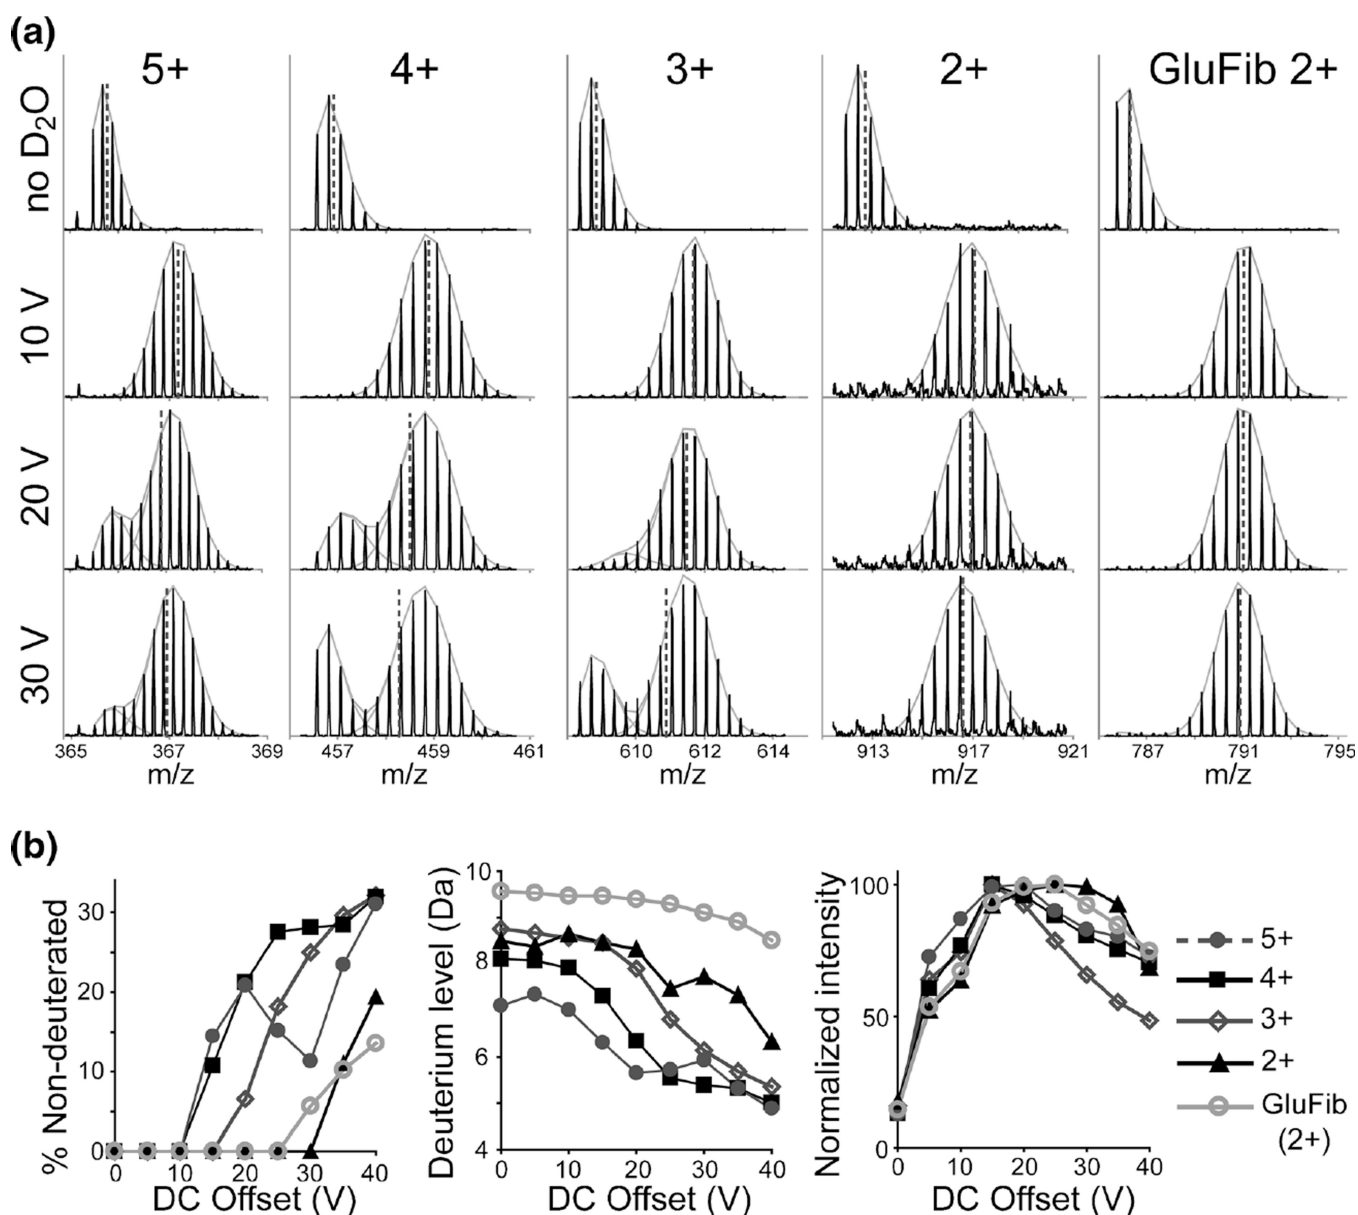 (a)
5+ 4+ 3+ 2+ GluFib 2+
no D₂O
10 V
20 V
30 V
365 367 369 457 459 461 610 612 614 913 917 921 787 791 795
m/z m/z m/z m/z m/z
(b)
% Non-deuterated
30
20
10
0
0 10 20 30 40
DC Offset (V)
Deuterium level (Da)
10
8
6
4
0 10 20 30 40
DC Offset (V)
Normalized intensity
100
50
0
0 10 20 30 40
DC Offset (V)
5+
4+
3+
2+
GluFib
(2+)